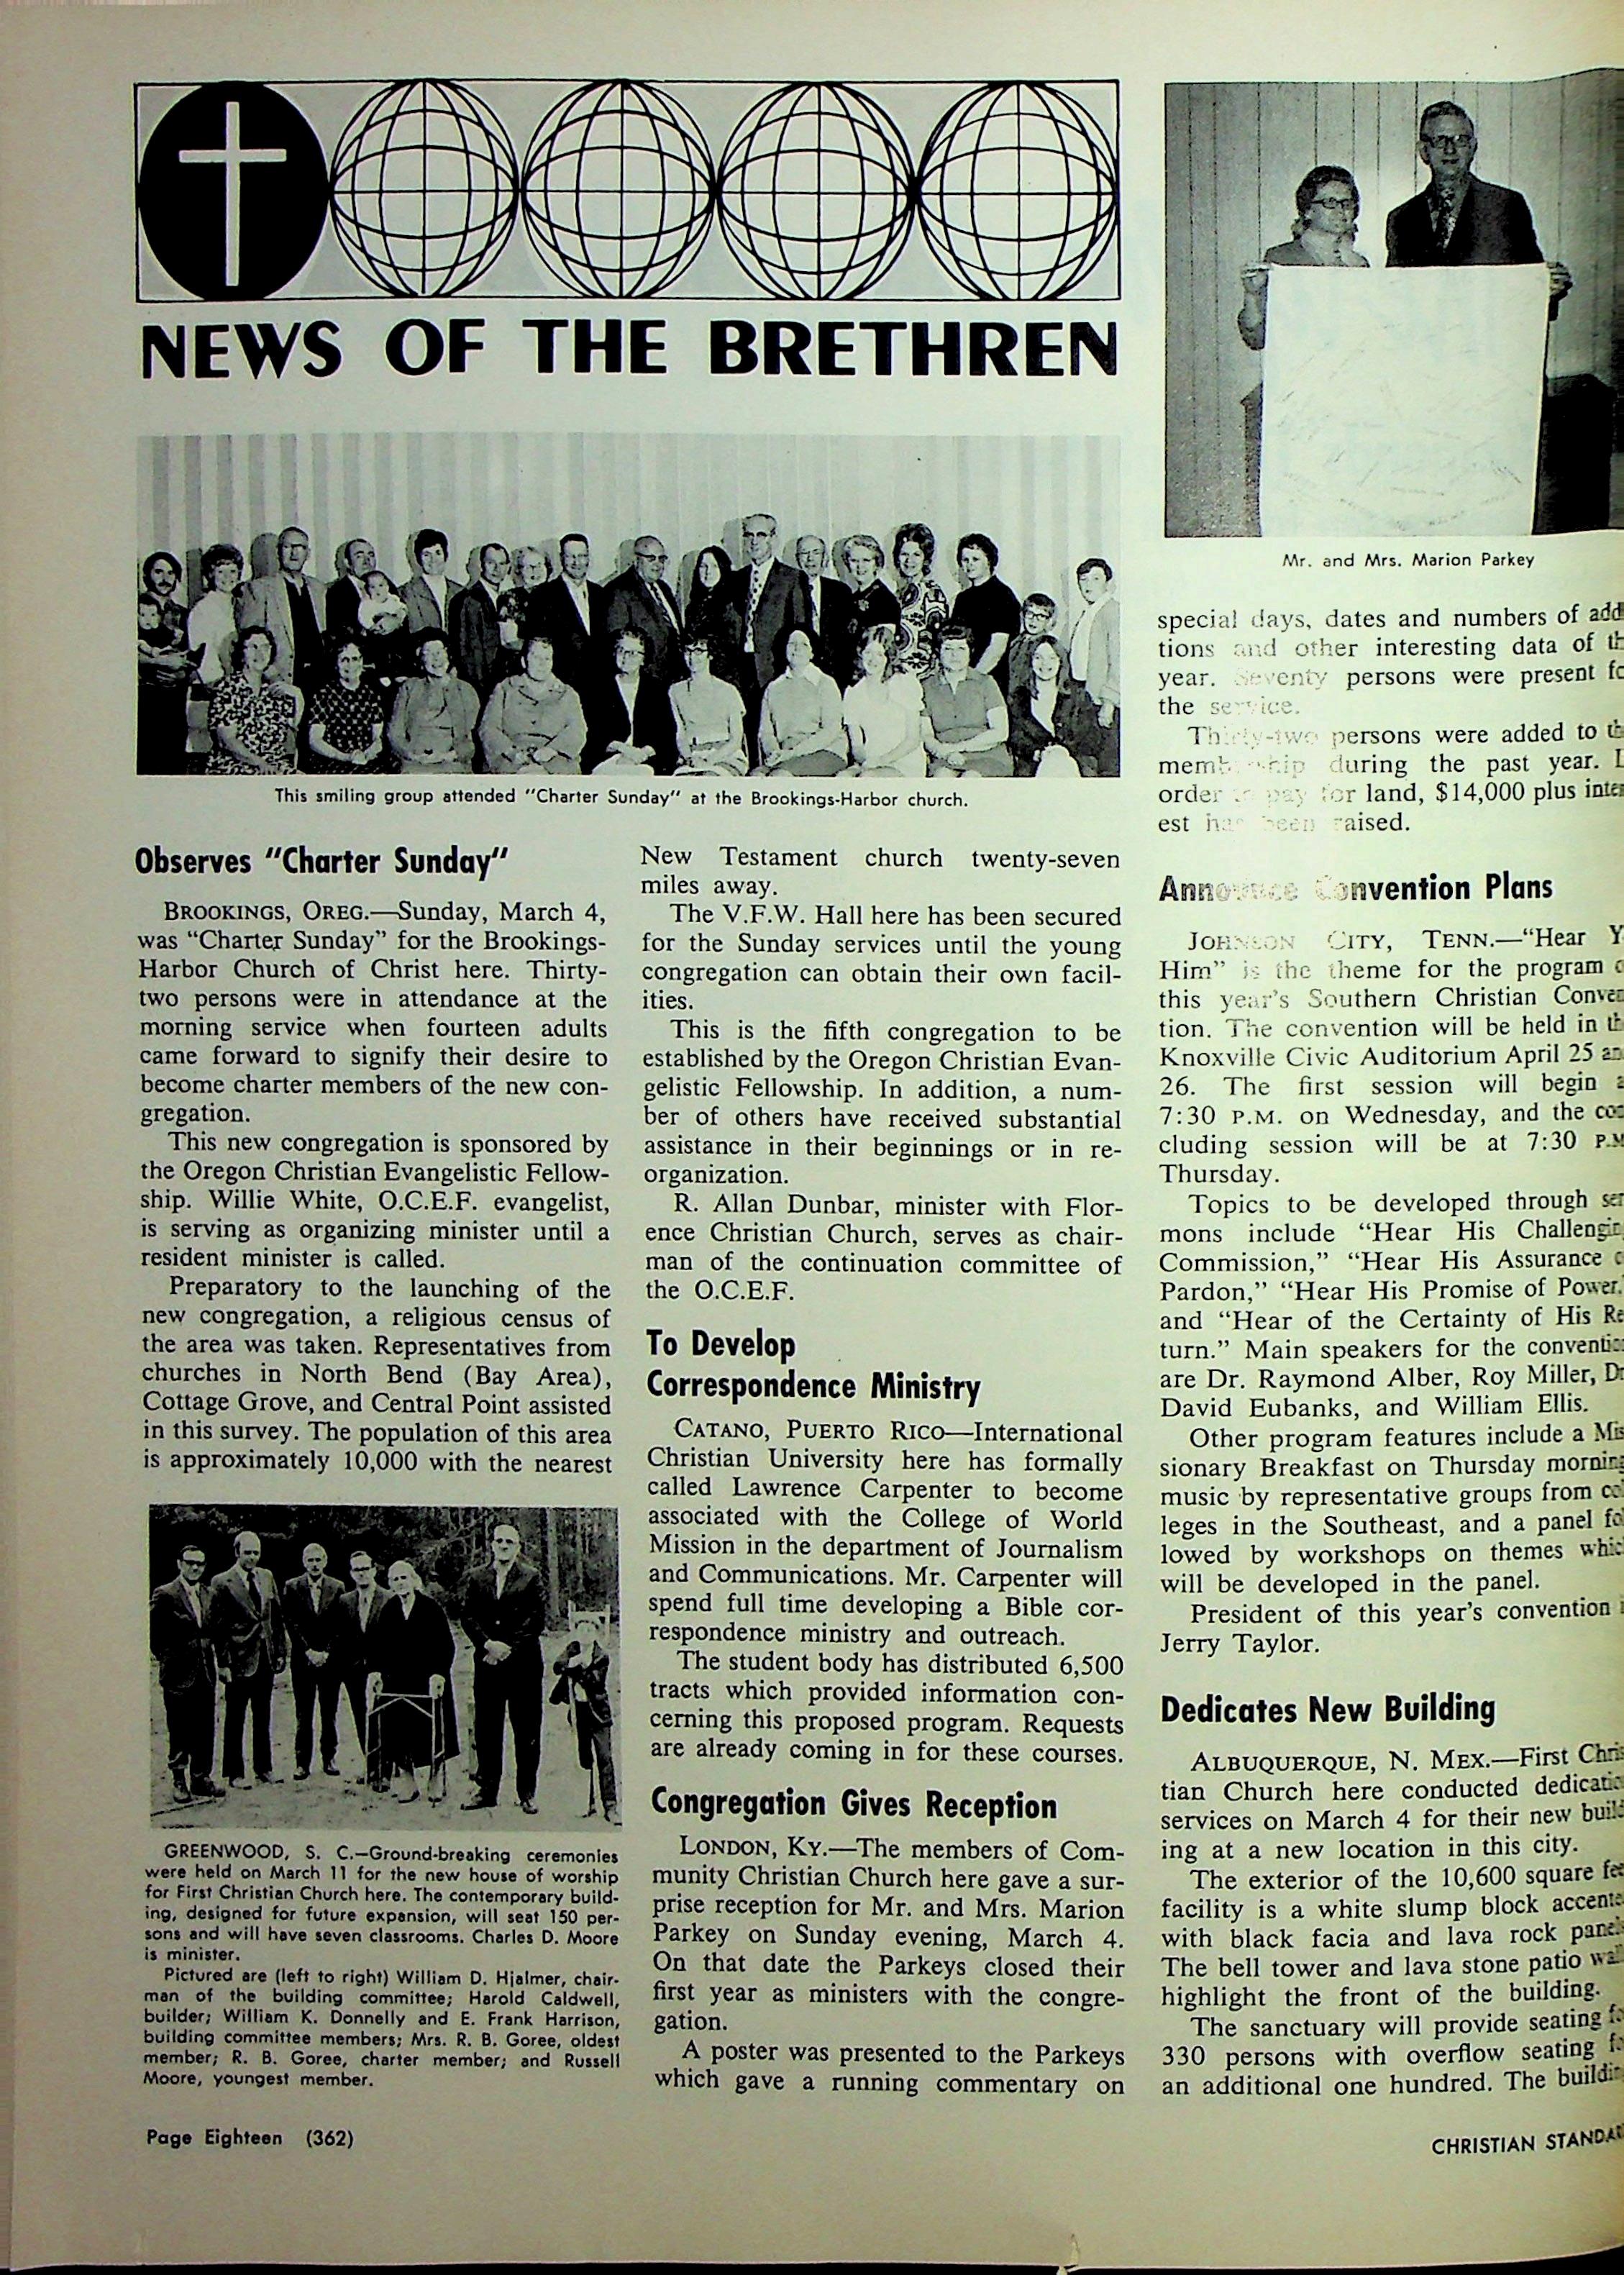 NEWS OF THE BRETHREN
This smiling group attended "Charter Sunday" at the Brookings-Harbor church.
Observes "Charter Sunday"
BROOKINGS, OREG.—Sunday, March 4,
was “Charter Sunday” for the Brookings-
Harbor Church of Christ here. Thirty-
two persons were in attendance at the
morning service when fourteen adults
came forward to signify their desire to
become charter members of the new con-
gregation.
This new congregation is sponsored by
the Oregon Christian Evangelistic Fellow-
ship. Willie White, O.C.E.F. evangelist,
is serving as organizing minister until a
resident minister is called.
Preparatory to the launching of the
new congregation, a religious census of
the area was taken. Representatives from
churches in North Bend (Bay Area),
Cottage Grove, and Central Point assisted
in this survey. The population of this area
is approximately 10,000 with the nearest
GREENWOOD, S. C.—Ground-breaking ceremonies
were held on March 11 for the new house of worship
for First Christian Church here. The contemporary build-
ing, designed for future expansion, will seat 150 per-
sons and will have seven classrooms. Charles D. Moore
is minister.
Pictured are (left to right) William D. Hjalmer, chair-
man of the building committee; Harold Caldwell,
builder; William K. Donnelly and E. Frank Harrison,
building committee members; Mrs. R. B. Goree, oldest
member; R. B. Goree, charter member; and Russell
Moore, youngest member.
New Testament church twenty-seven
miles away.
The V.F.W. Hall here has been secured
for the Sunday services until the young
congregation can obtain their own facil-
ities.
This is the fifth congregation to be
established by the Oregon Christian Evan-
gelistic Fellowship. In addition, a num-
ber of others have received substantial
assistance in their beginnings or in re-
organization.
R. Allan Dunbar, minister with Flor-
ence Christian Church, serves as chair-
man of the continuation committee of
the O.C.E.F.
To Develop
Correspondence Ministry
CATANO, PUERTO RICO—International
Christian University here has formally
called Lawrence Carpenter to become
associated with the College of World
Mission in the department of Journalism
and Communications. Mr. Carpenter will
spend full time developing a Bible cor-
respondence ministry and outreach.
The student body has distributed 6,500
tracts which provided information con-
cerning this proposed program. Requests
are already coming in for these courses.
Congregation Gives Reception
LONDON, KY.—The members of Com-
munity Christian Church here gave a sur-
prise reception for Mr. and Mrs. Marion
Parkey on Sunday evening, March 4.
On that date the Parkeys closed their
first year as ministers with the congre-
gation.
A poster was presented to the Parkeys
which gave a running commentary on
Mr. and Mrs. Marion Parkey
special days, dates and numbers of
tions and other interesting data of
year. Seventy persons were present
the service.
Thirty-two persons were added to
membership during the past year.
order to pay for land, $14,000 plus inter
est has been raised.
Announce Convention Plans
JOHNSON CITY, TENN.—“Hear
Him” is the theme for the program
this year's Southern Christian Conven
tion. The convention will be held in
Knoxville Civic Auditorium April 25
26. The first session will begin
7:30 P.M. on Wednesday, and the
cluding session will be at 7:30 P.M
Thursday.
Topics to be developed through ser
mons include “Hear His Challenging
Commission,” “Hear His Assurance
Pardon,” “Hear His Promise of Power,
and “Hear of the Certainty of His Re
turn.” Main speakers for the convention
are Dr. Raymond Alber, Roy Miller,
David Eubanks, and William Ellis.
Other program features include a Mis
sionary Breakfast on Thursday morning
music by representative groups from col
leges in the Southeast, and a panel fol
lowed by workshops on themes which
will be developed in the panel.
President of this year's convention
Jerry Taylor.
Dedicates New Building
ALBUQUERQUE, N. MEX.—First Chris
tian Church here conducted dedication
services on March 4 for their new build
ing at a new location in this city.
The exterior of the 10,600 square
facility is a white slump block accented
with black facia and lava rock panels
The bell tower and lava stone patio
highlight the front of the building.
The sanctuary will provide seating
330 persons with overflow seating
an additional one hundred. The
Page Eighteen (362)
CHRISTIAN